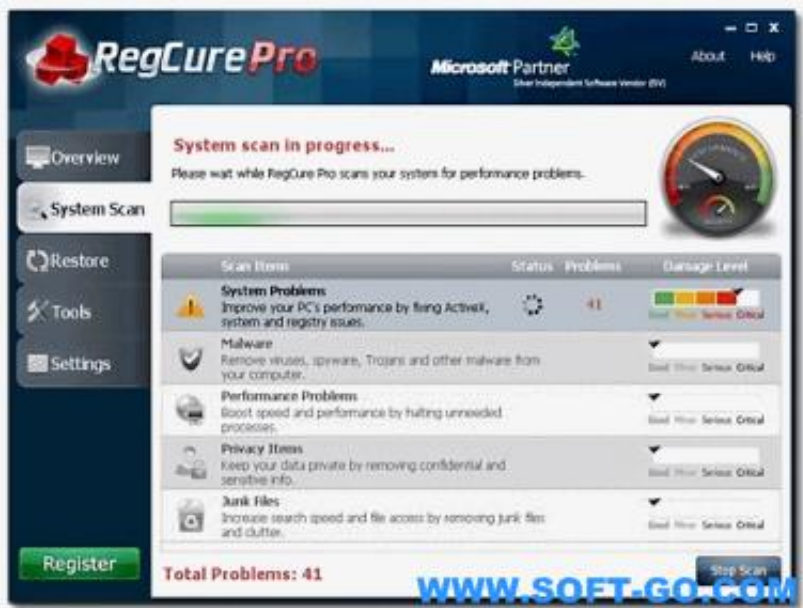 RegCure Pro
Microsoft Partner
Silver Independent Software Vendor (ISV)
About
Help
Overview
System Scan
Restore
Tools
Settings
Register
System scan in progress...
Please wait while RegCure Pro scans your system for performance problems.
Scan Items Status Problems Damage Level
System Problems
Improve your PC's performance by fixing ActiveX,
system and registry issues.
41
Good Minor Serious Critical
Malware
Remove viruses, spyware, Trojans and other malware from
your computer.
Good Minor Serious Critical
Performance Problems
Boost speed and performance by halting unneeded
processes.
Good Minor Serious Critical
Privacy Items
Keep your data private by removing confidential and
sensitive info.
Good Minor Serious Critical
Junk Files
Increase search speed and file access by removing junk files
and clutter.
Good Minor Serious Critical
Total Problems: 41
Stop Scan
WWW.SOFT-GO.COM